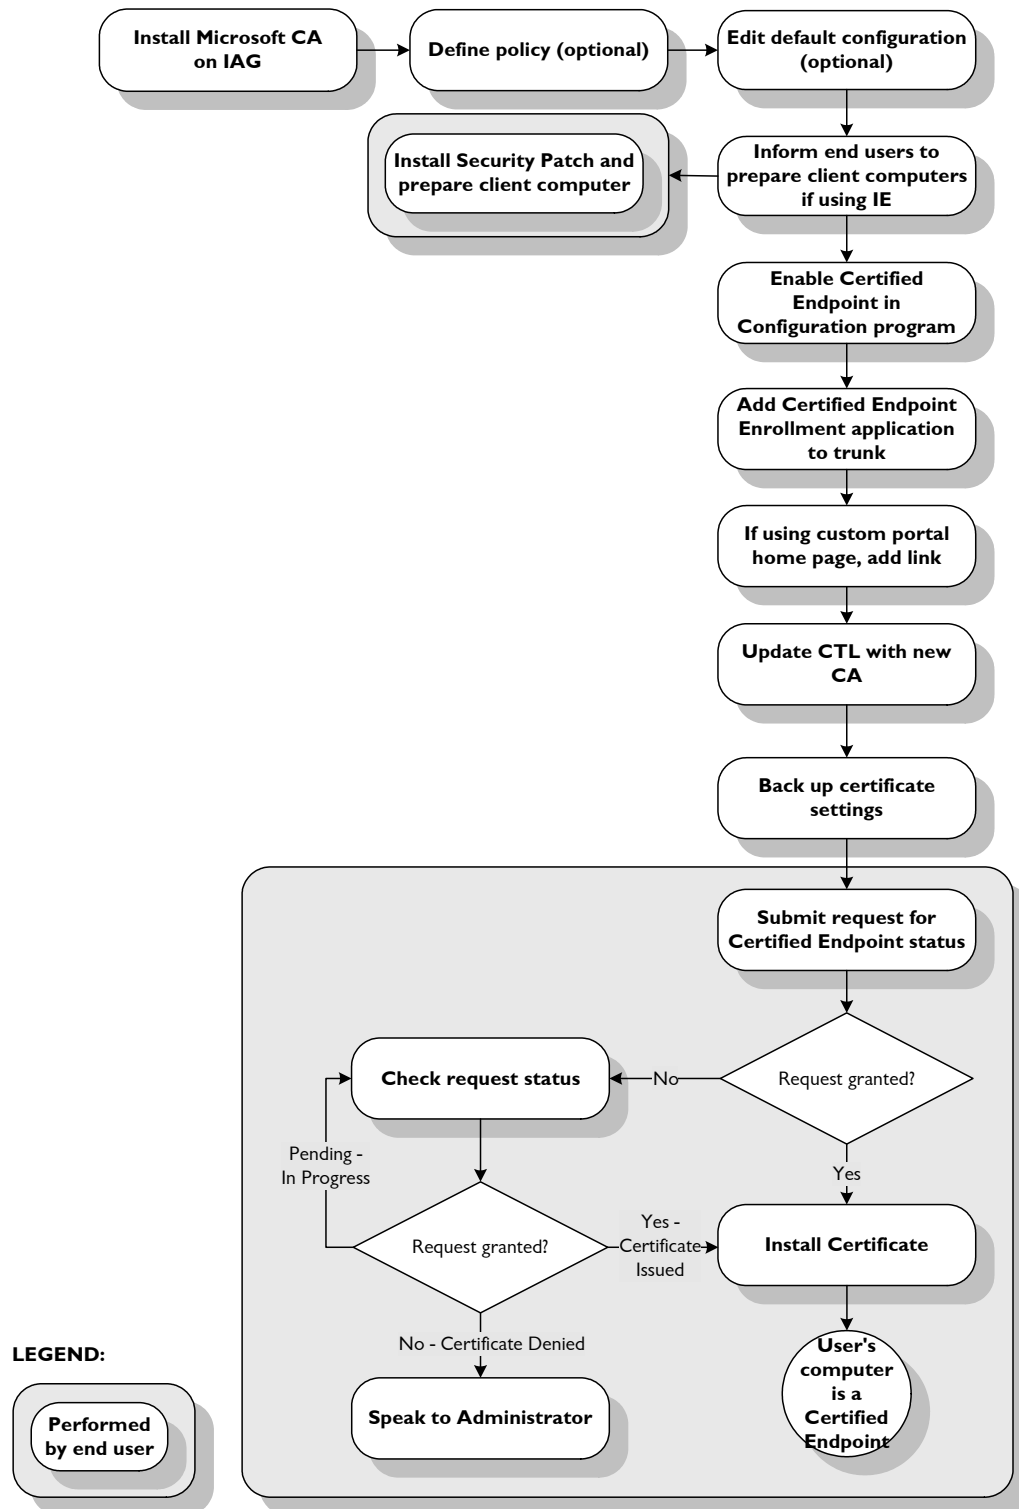 Install Microsoft CA
on IAG
Define policy (optional)
Edit default configuration
(optional)
Install Security Patch and
prepare client computer
Inform end users to
prepare client computers
if using IE
Enable Certified
Endpoint in
Configuration program
Add Certified Endpoint
Enrollment application
to trunk
If using custom portal
home page, add link
Update CTL with new
CA
Back up certificate
settings
Submit request for
Certified Endpoint status
Request granted?
No
Check request status
Yes
Pending -
In Progress
Request granted?
Yes -
Certificate
Issued
Install Certificate
No - Certificate Denied
Speak to Administrator
User's
computer
is a
Certified
Endpoint
LEGEND:
Performed
by end user